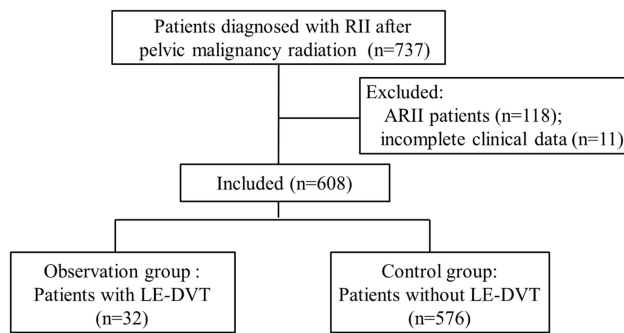 Patients diagnosed with RII after
pelvic malignancy radiation (n=737)
Excluded:
ARII patients (n=118);
incomplete clinical data (n=11)
Included (n=608)
Observation group :
Patients with LE-DVT
(n=32)
Control group:
Patients without LE-DVT
(n=576)